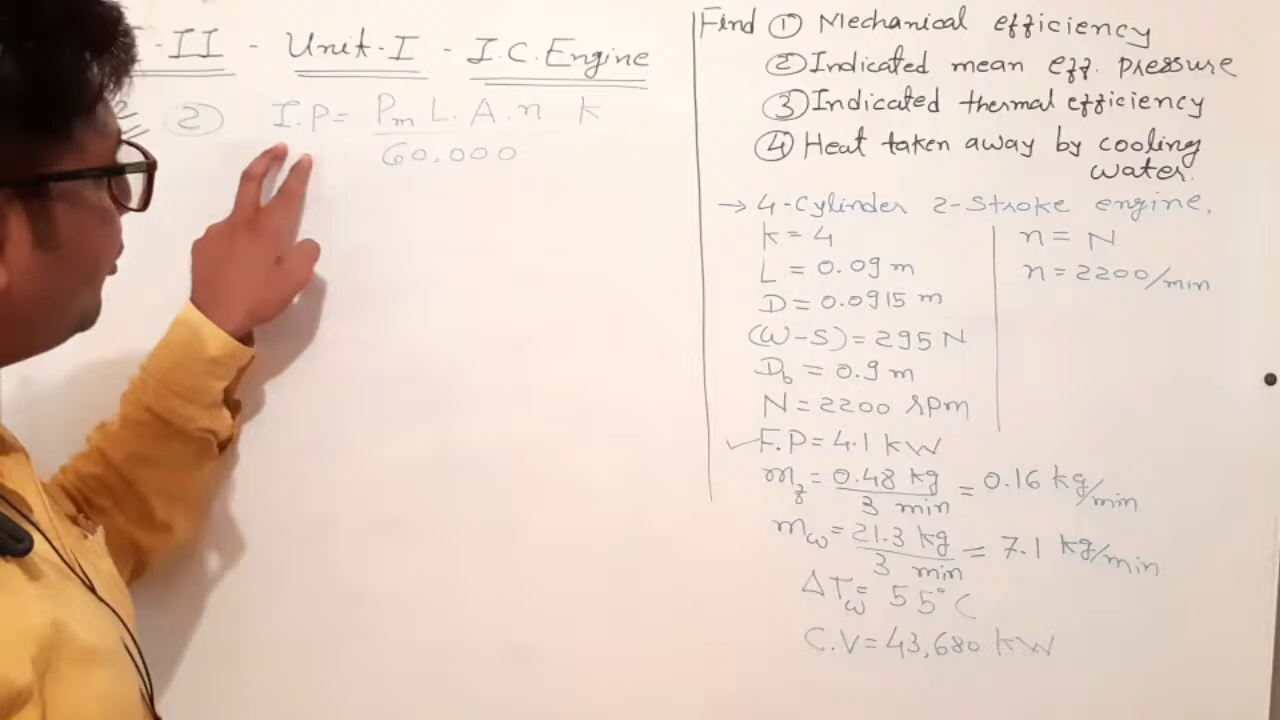 -II - Unit-I - I.C.Engine
② I.P = Pm L. A. n k
60,000
Find ① Mechanical efficiency
② Indicated mean eff. pressure
③ Indicated thermal efficiency
④ Heat taken away by cooling
water.
→ 4-Cylinder 2-Stroke engine.
k = 4
L = 0.09 m
D = 0.0915 m
(W-S) = 295 N
Db = 0.9 m
N = 2200 rpm
n = N
n = 2200/min
✓ F.P = 4.1 kW
mf = 0.48 kg / 3 min = 0.16 kg/min
mw = 21.3 kg / 3 min = 7.1 kg/min
ΔTw = 55°C
C.V = 43,680 kW